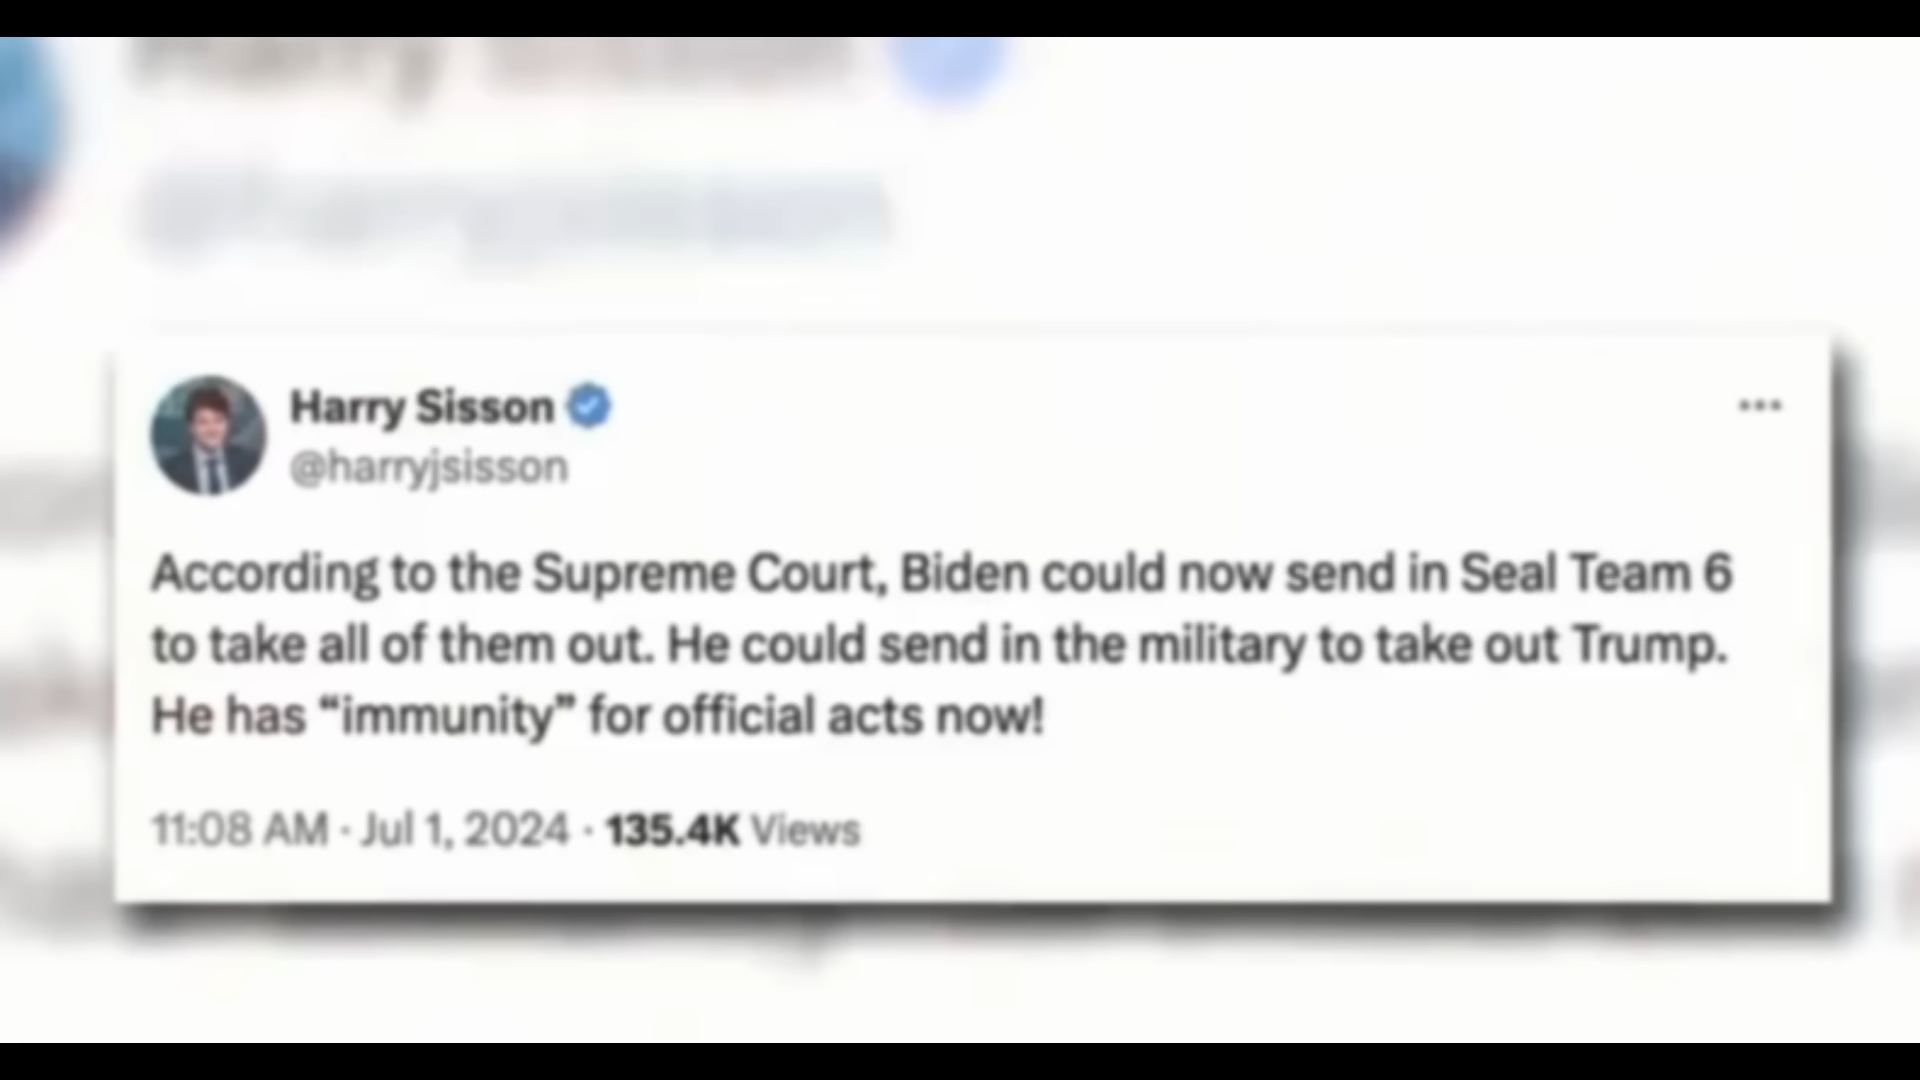 Harry Sisson
@harryjsisson
According to the Supreme Court, Biden could now send in Seal Team 6
to take all of them out. He could send in the military to take out Trump.
He has “immunity” for official acts now!
11:08 AM · Jul 1, 2024 · 135.4K Views